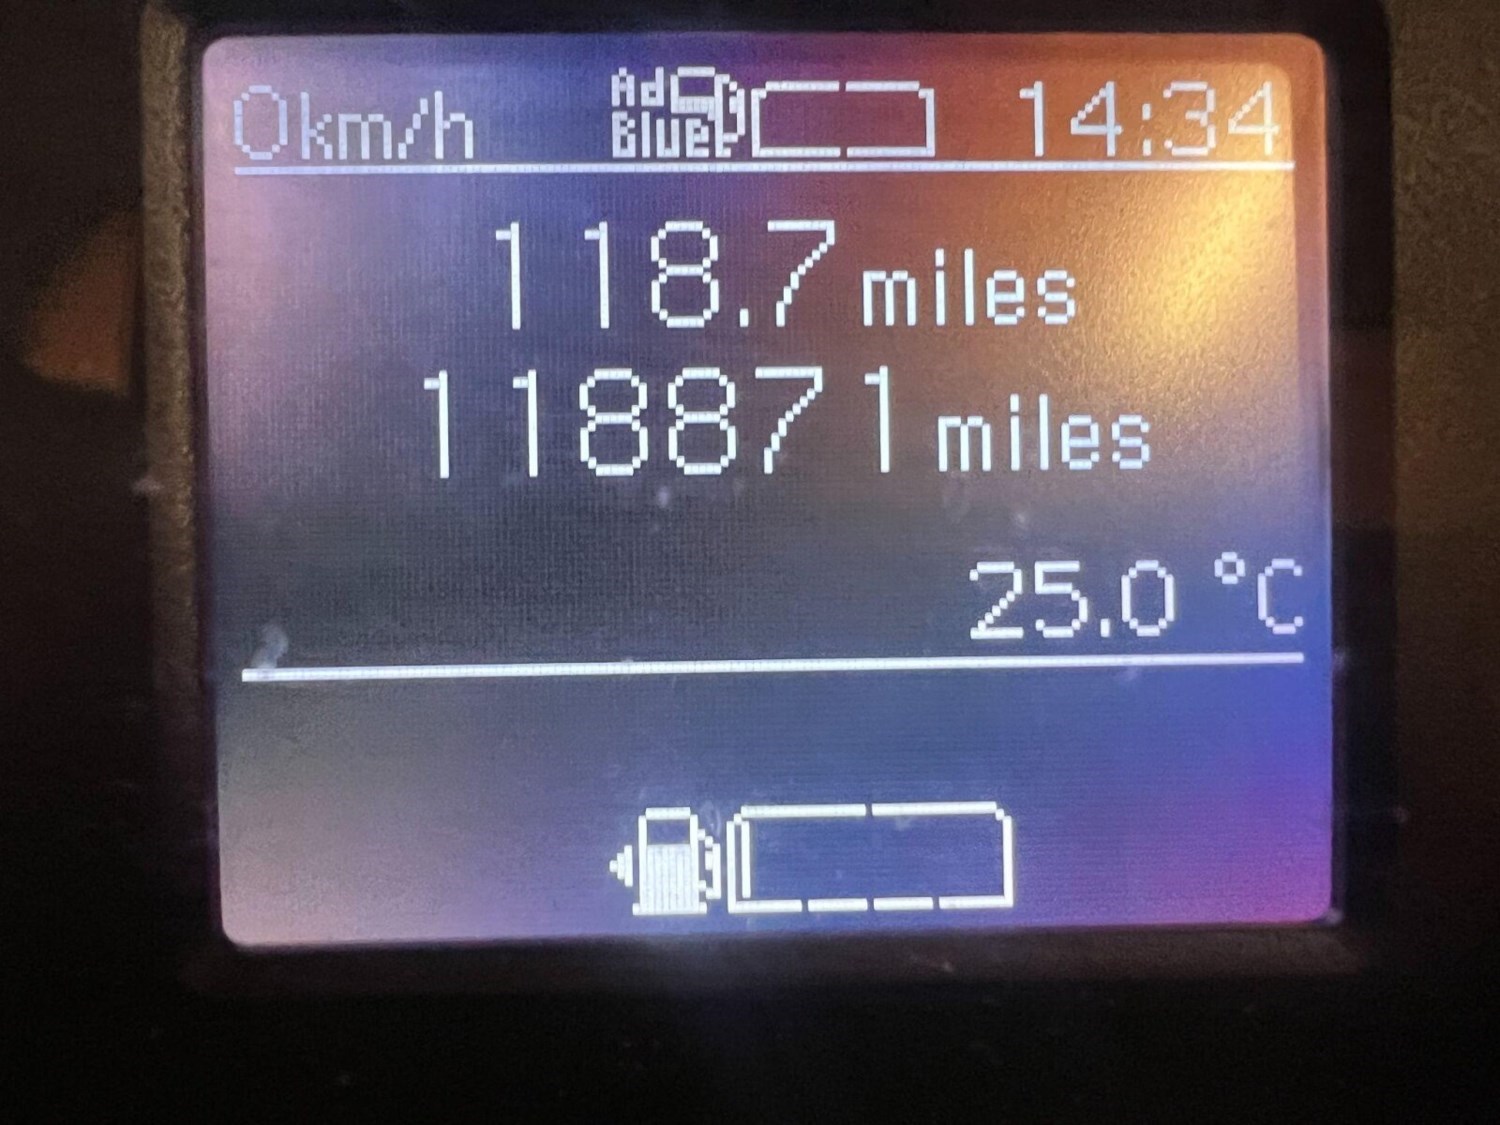 0km/h AdBlue 14:34
118.7 miles
118871 miles
25.0 °C